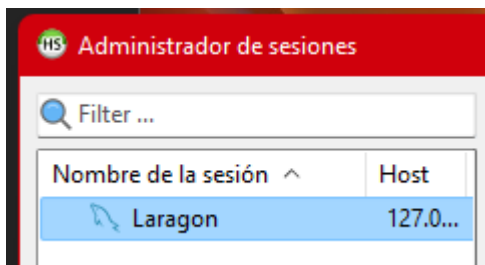 HS Administrador de sesiones
Filter ...
Nombre de la sesión Host
Laragon 127.0...